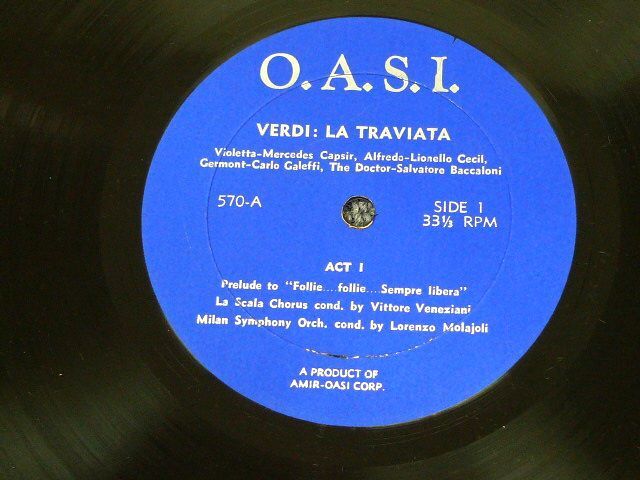 O.A.S.I.
VERDI: LA TRAVIATA
Violetta-Mercedes Capsir, Alfredo-Lionello Cecil,
Germont-Carlo Galeffi, The Doctor-Salvatore Baccaloni
570-A
SIDE 1
33⅓ RPM
ACT I
Prelude to "Follie...follie....Sempre libera"
La Scala Chorus cond. by Vittore Veneziani
Milan Symphony Orch. cond. by Lorenzo Molajoli
A PRODUCT OF
AMIR-OASI CORP.